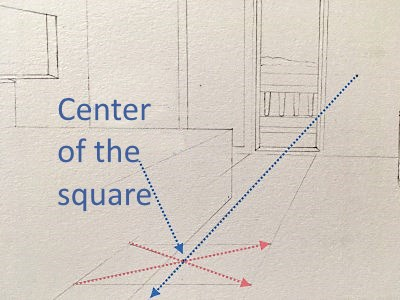 Center
of the
square